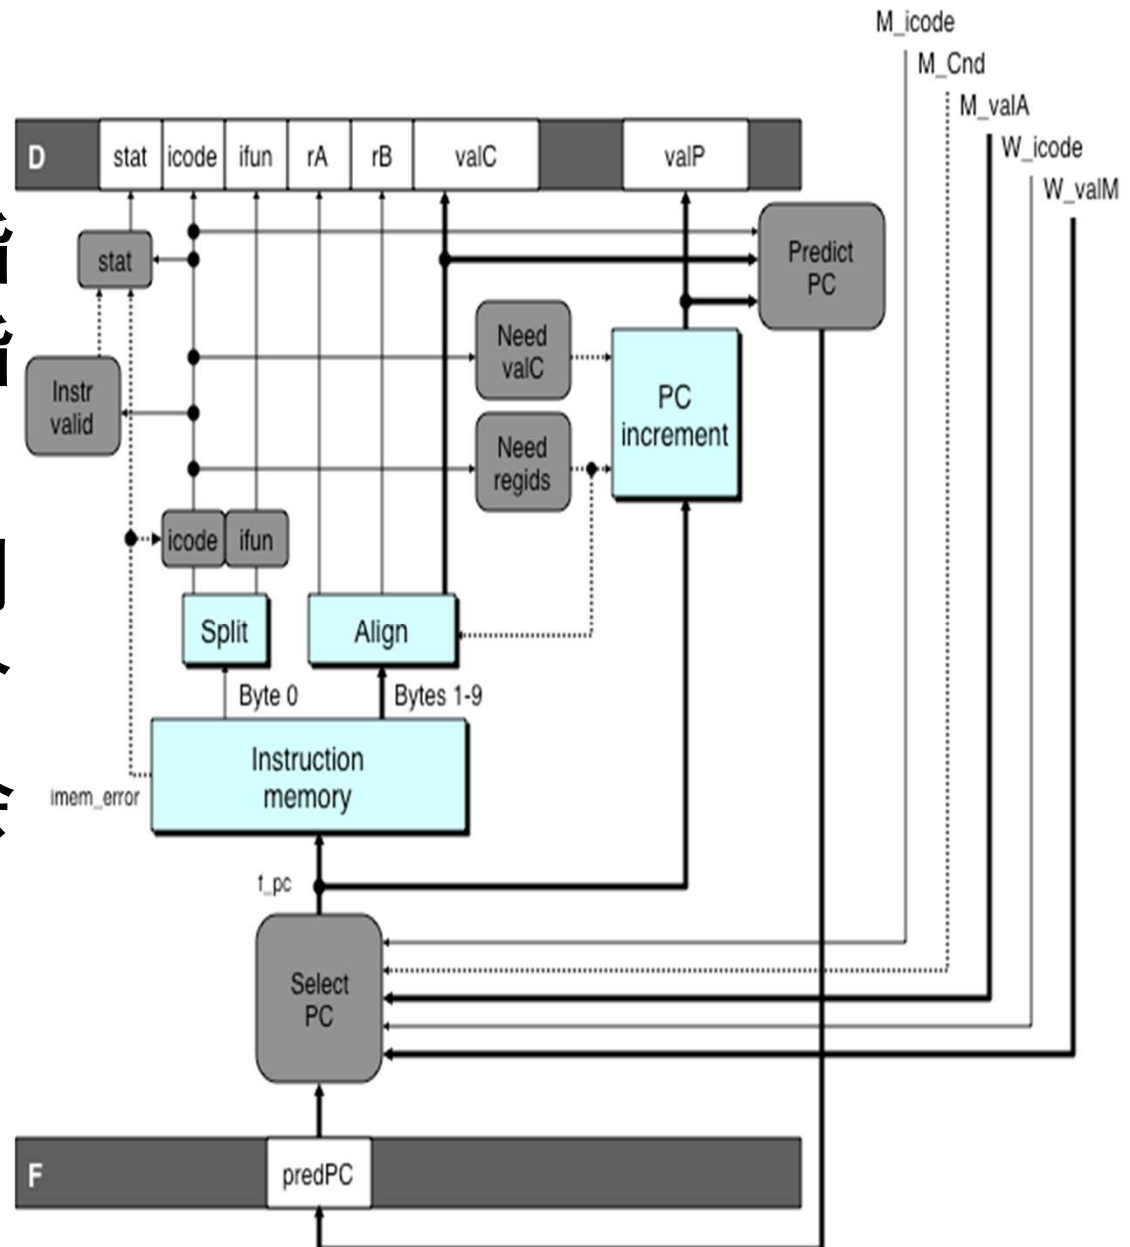 M_icode
M_Cnd
M_valA
W_icode
W_valM
D
stat
icode
ifun
rA
rB
valC
valP
stat
Predict
PC
Need
valC
Instr
valid
PC
increment
Need
regids
icode
ifun
Split
Align
Byte 0
Bytes 1-9
Instruction
memory
imem_error
f_pc
Select
PC
F
predPC